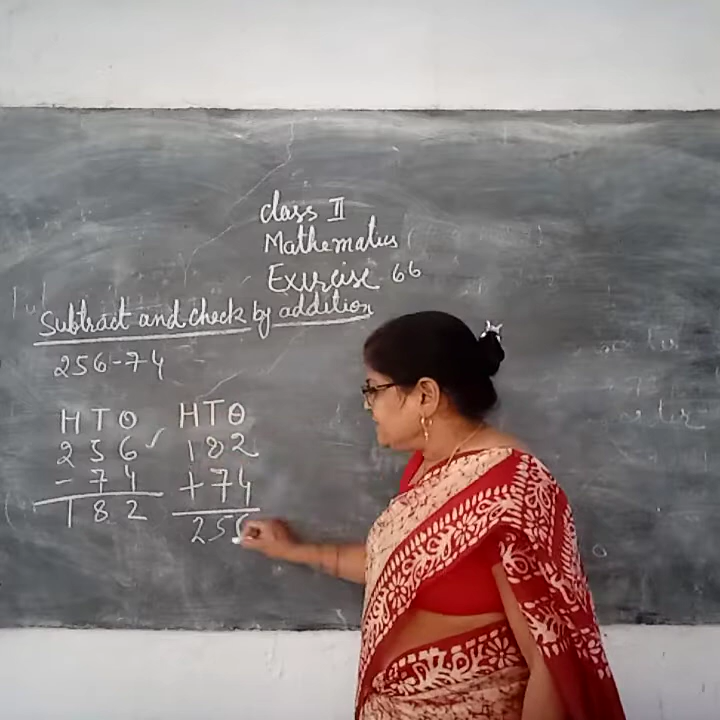 class II
Mathematics
Exercise 66
Subtract and check by addition
256-74
H T O
2 5 6 ✓
- 7 4
1 8 2
H T O
1 8 2
+ 7 4
2 5 6